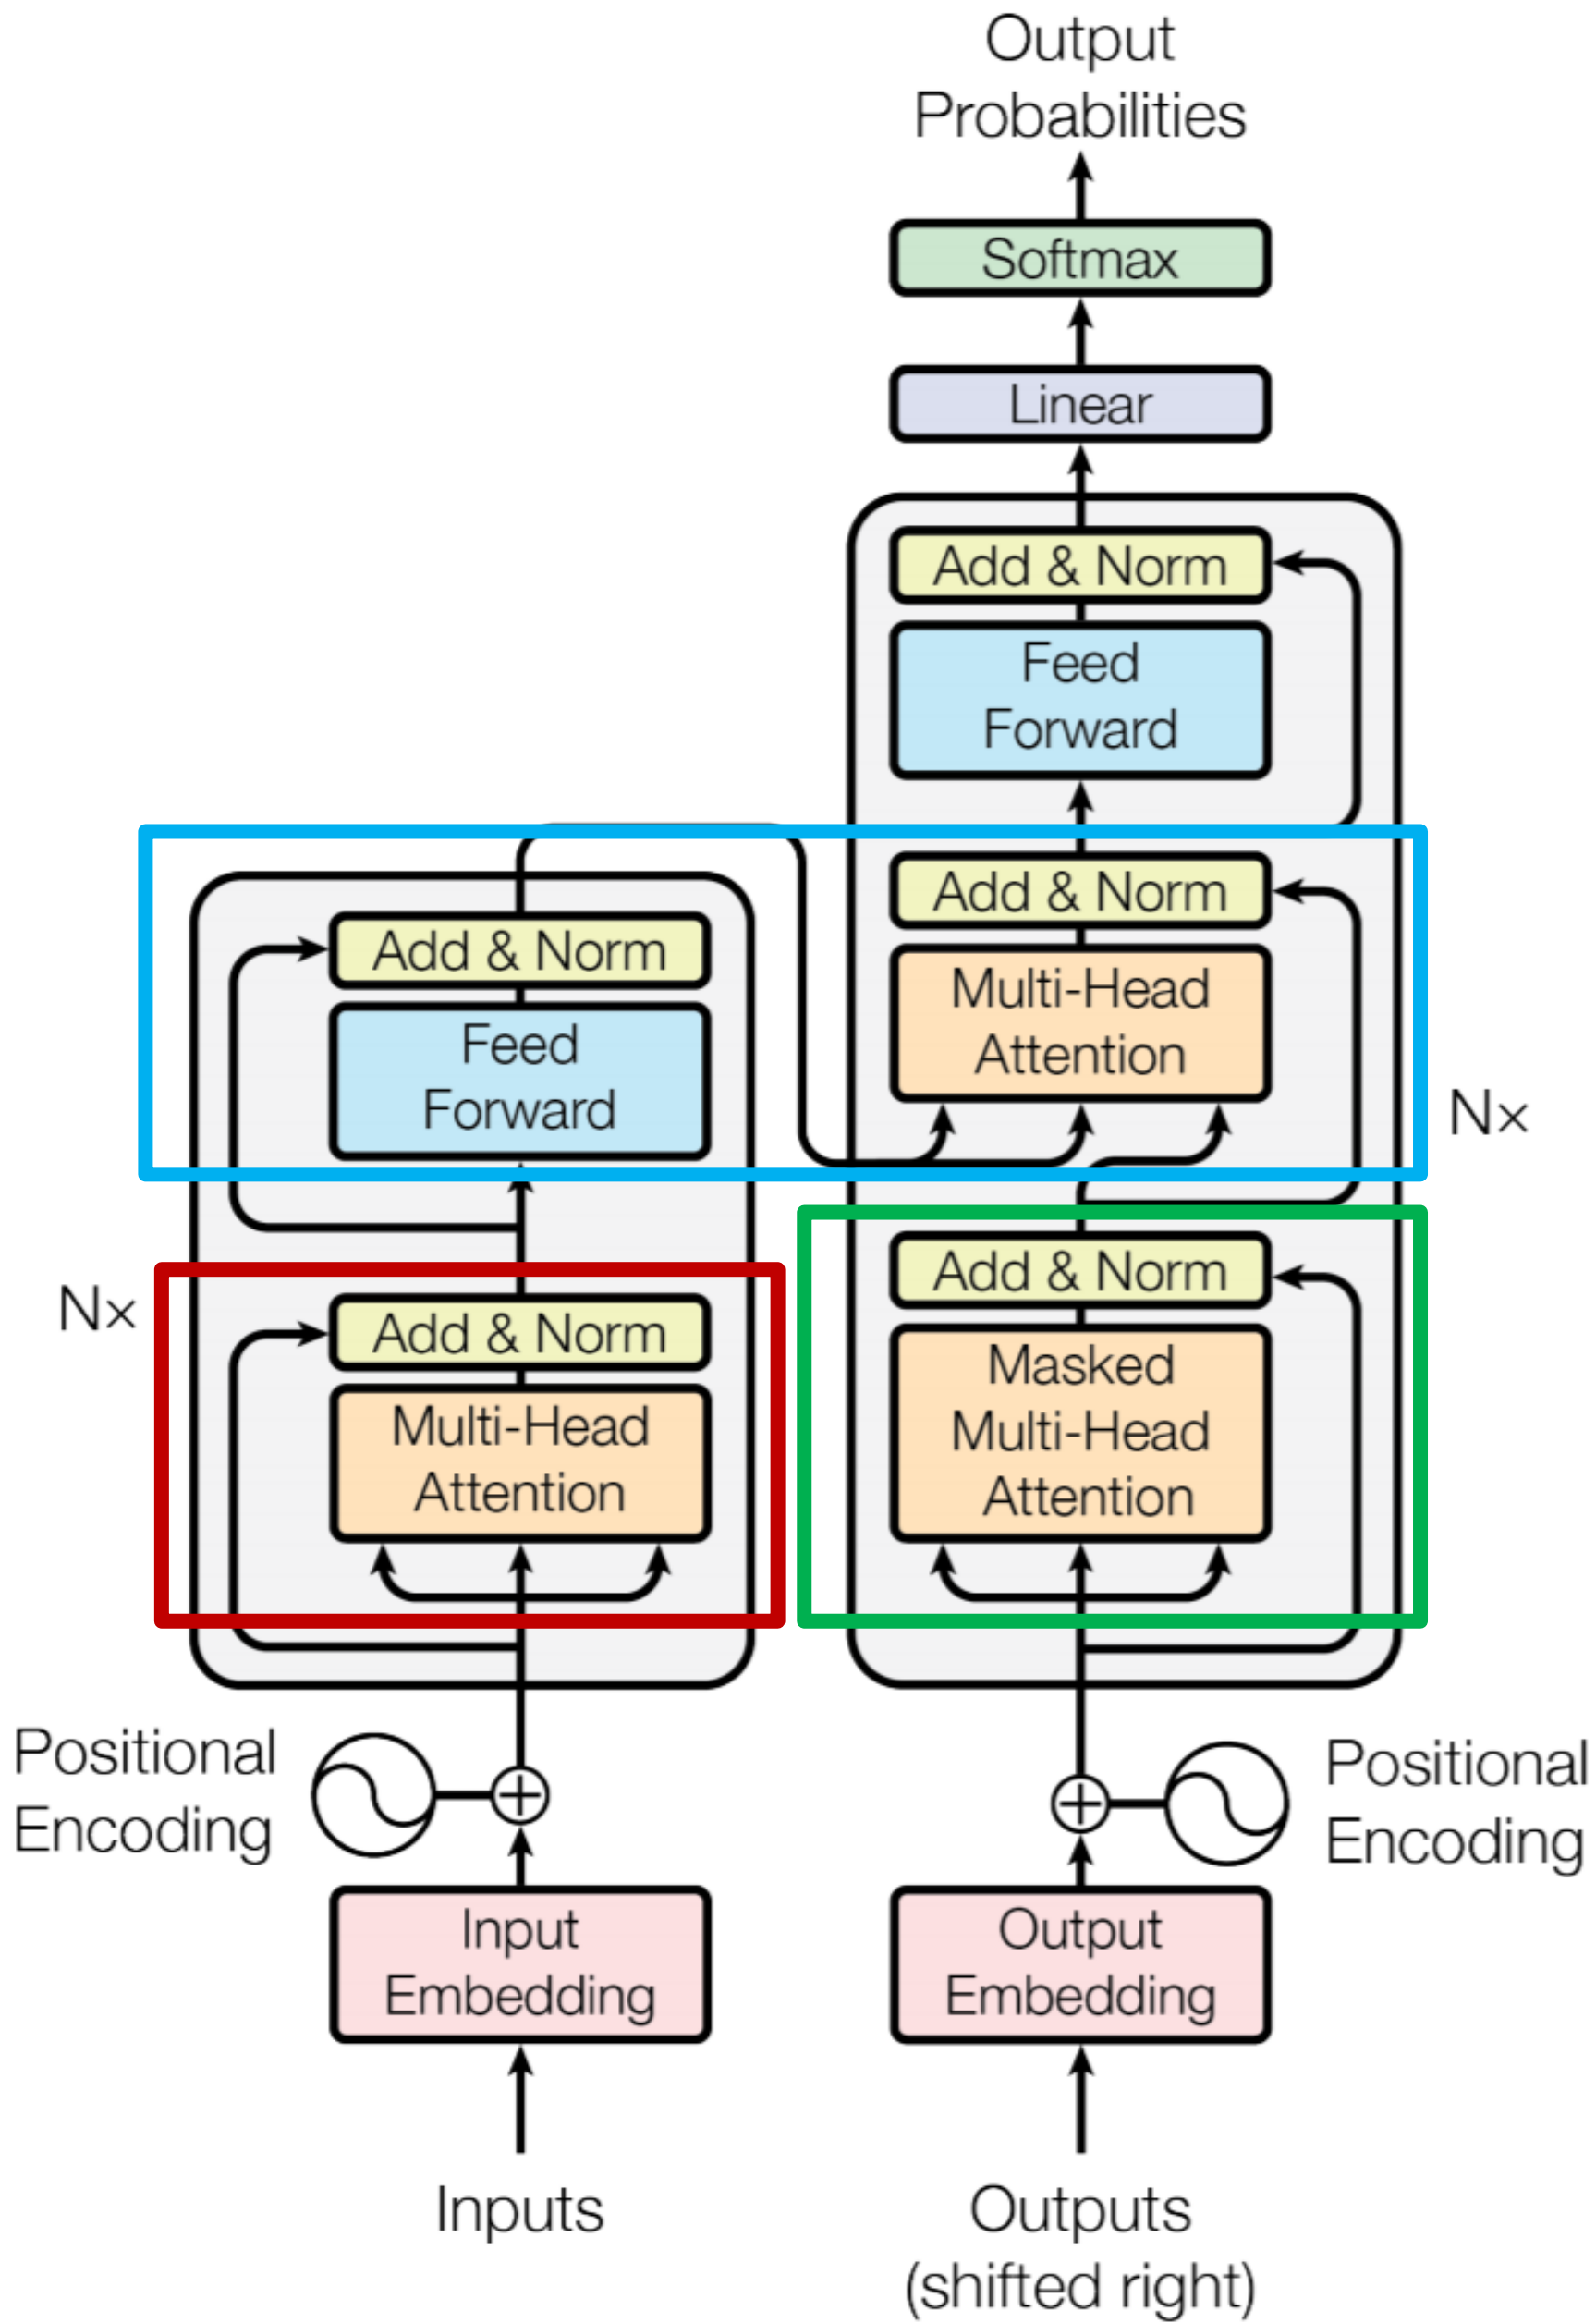 Output
Probabilities
Softmax
Linear
Add & Norm
Feed
Forward
Add & Norm
Multi-Head
Attention
Add & Norm
Feed
Forward
N×
Add & Norm
Masked
Multi-Head
Attention
N×
Add & Norm
Multi-Head
Attention
Positional
Encoding
Positional
Encoding
Input
Embedding
Output
Embedding
Inputs
Outputs
(shifted right)